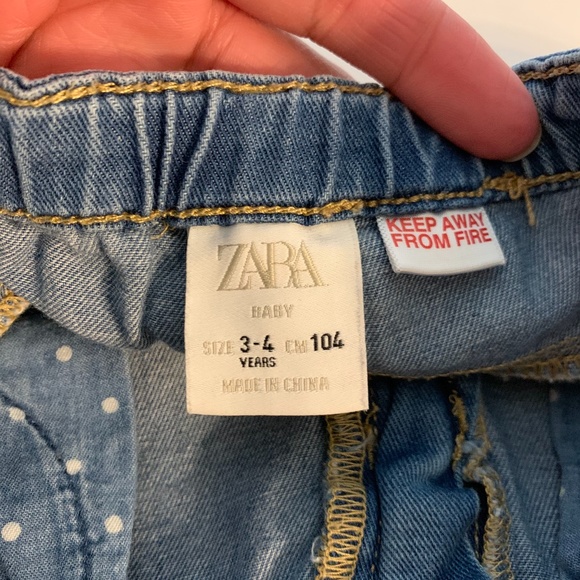 ZARA
BABY
SIZE 3-4 CM 104
YEARS
MADE IN CHINA
KEEP AWAY
FROM FIRE